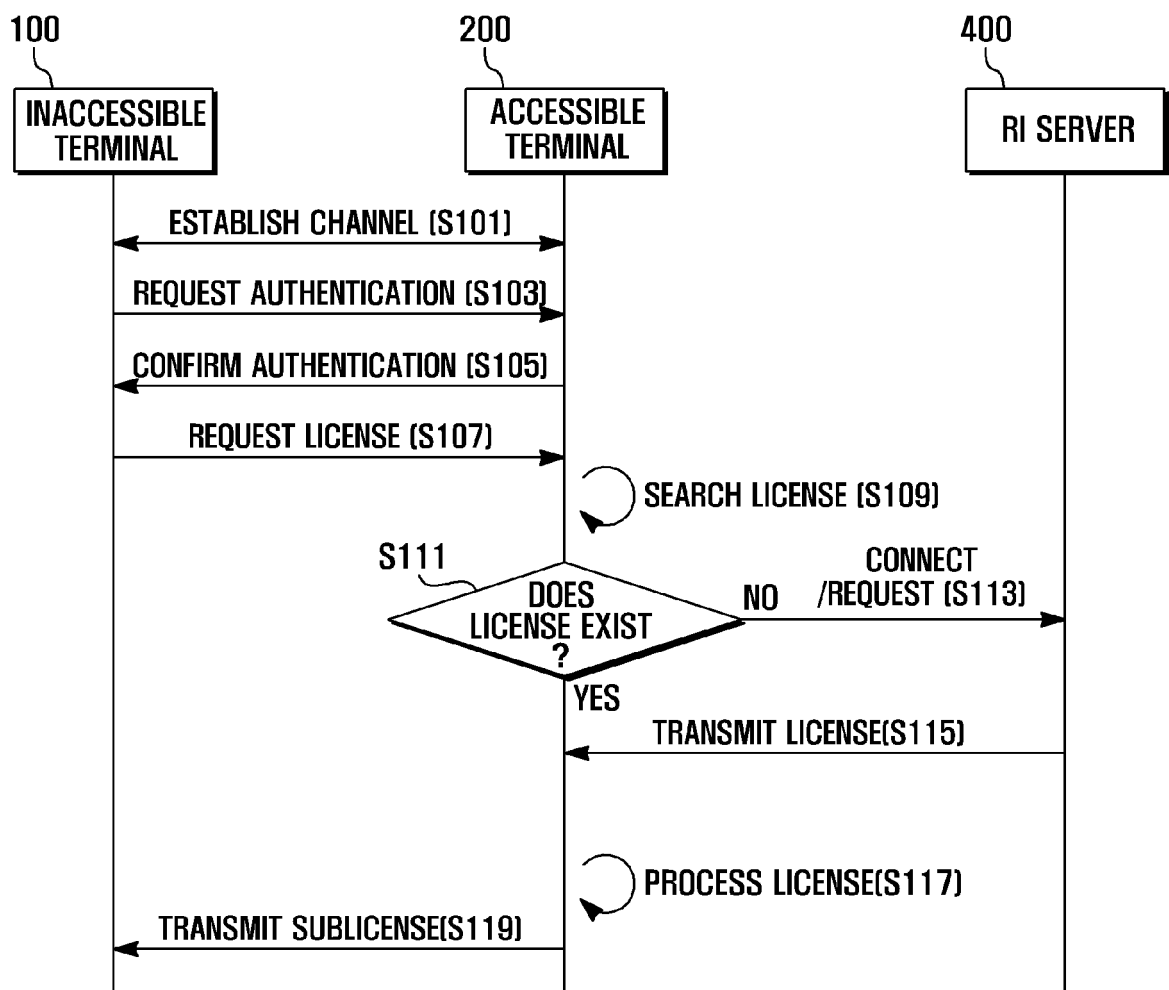 100
200
400
INACCESSIBLE
TERMINAL
ACCESSIBLE
TERMINAL
RI SERVER
ESTABLISH CHANNEL (S101)
REQUEST AUTHENTICATION (S103)
CONFIRM AUTHENTICATION (S105)
REQUEST LICENSE (S107)
SEARCH LICENSE (S109)
S111
DOES
LICENSE EXIST
?
NO
CONNECT
/REQUEST (S113)
YES
TRANSMIT LICENSE(S115)
PROCESS LICENSE(S117)
TRANSMIT SUBLICENSE(S119)